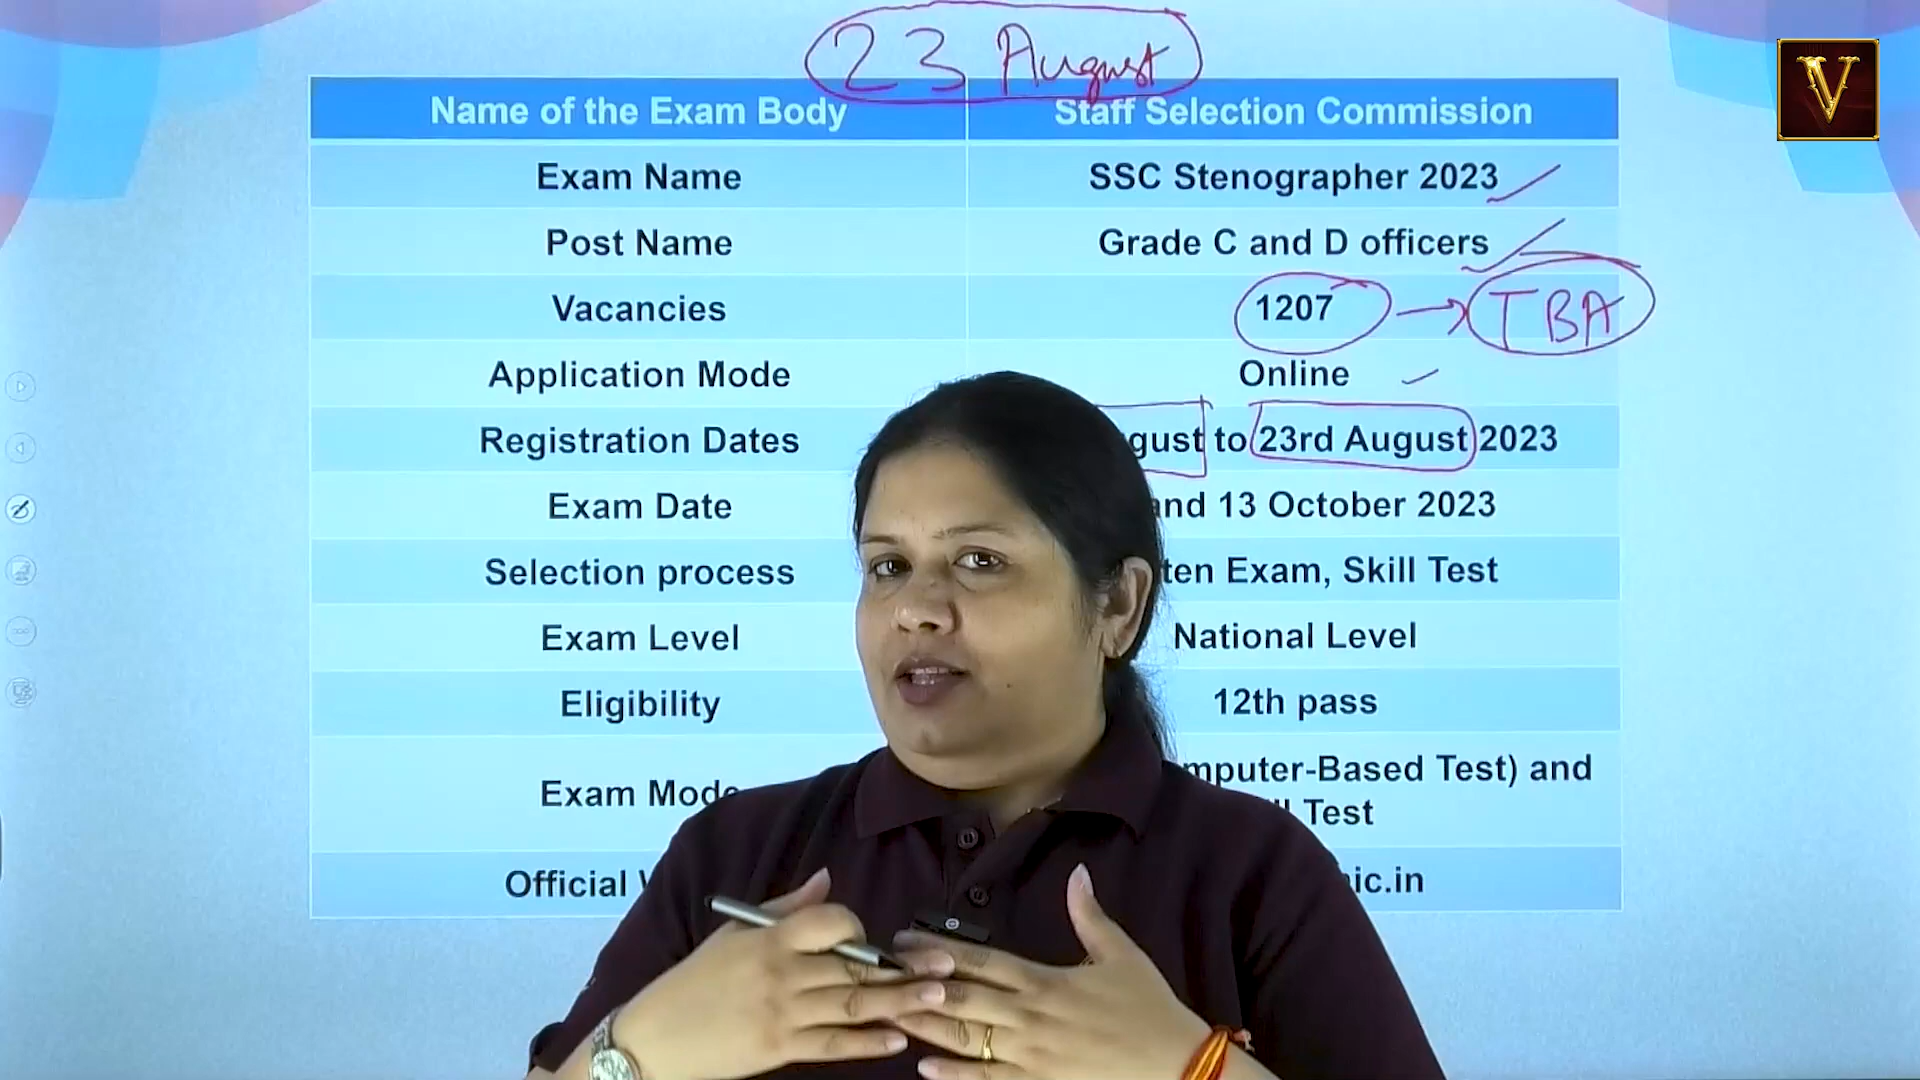 23 August
V
Name of the Exam Body Staff Selection Commission
Exam Name SSC Stenographer 2023
Post Name Grade C and D officers
Vacancies 1207 → TBA
Application Mode Online
Registration Dates gust to 23rd August 2023
Exam Date and 13 October 2023
Selection process ten Exam, Skill Test
Exam Level National Level
Eligibility 12th pass
Exam Mode mputer-Based Test) and
Test
Official nic.in